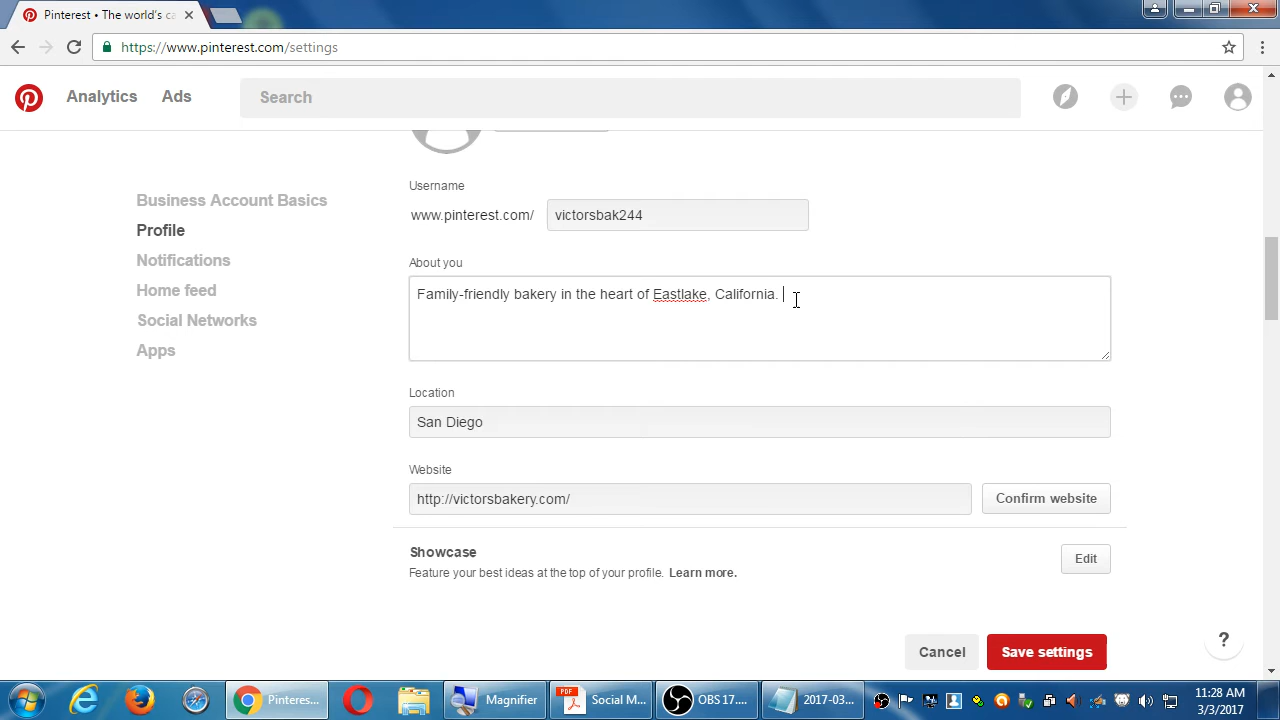 Pinterest • The world's ca
https://www.pinterest.com/settings
Analytics
Ads
Search
Username
Business Account Basics
www.pinterest.com/
victorsbak244
Profile
Notifications
About you
Home feed
Family-friendly bakery in the heart of Eastlake, California.
Social Networks
Apps
Location
San Diego
Website
http://victorsbakery.com/
Confirm website
Showcase
Edit
Feature your best ideas at the top of your profile. Learn more.
?
Cancel
Save settings
Pinteres...
Magnifier
PDF
Social M...
OBS 17....
2017-03...
11:28 AM
3/3/2017